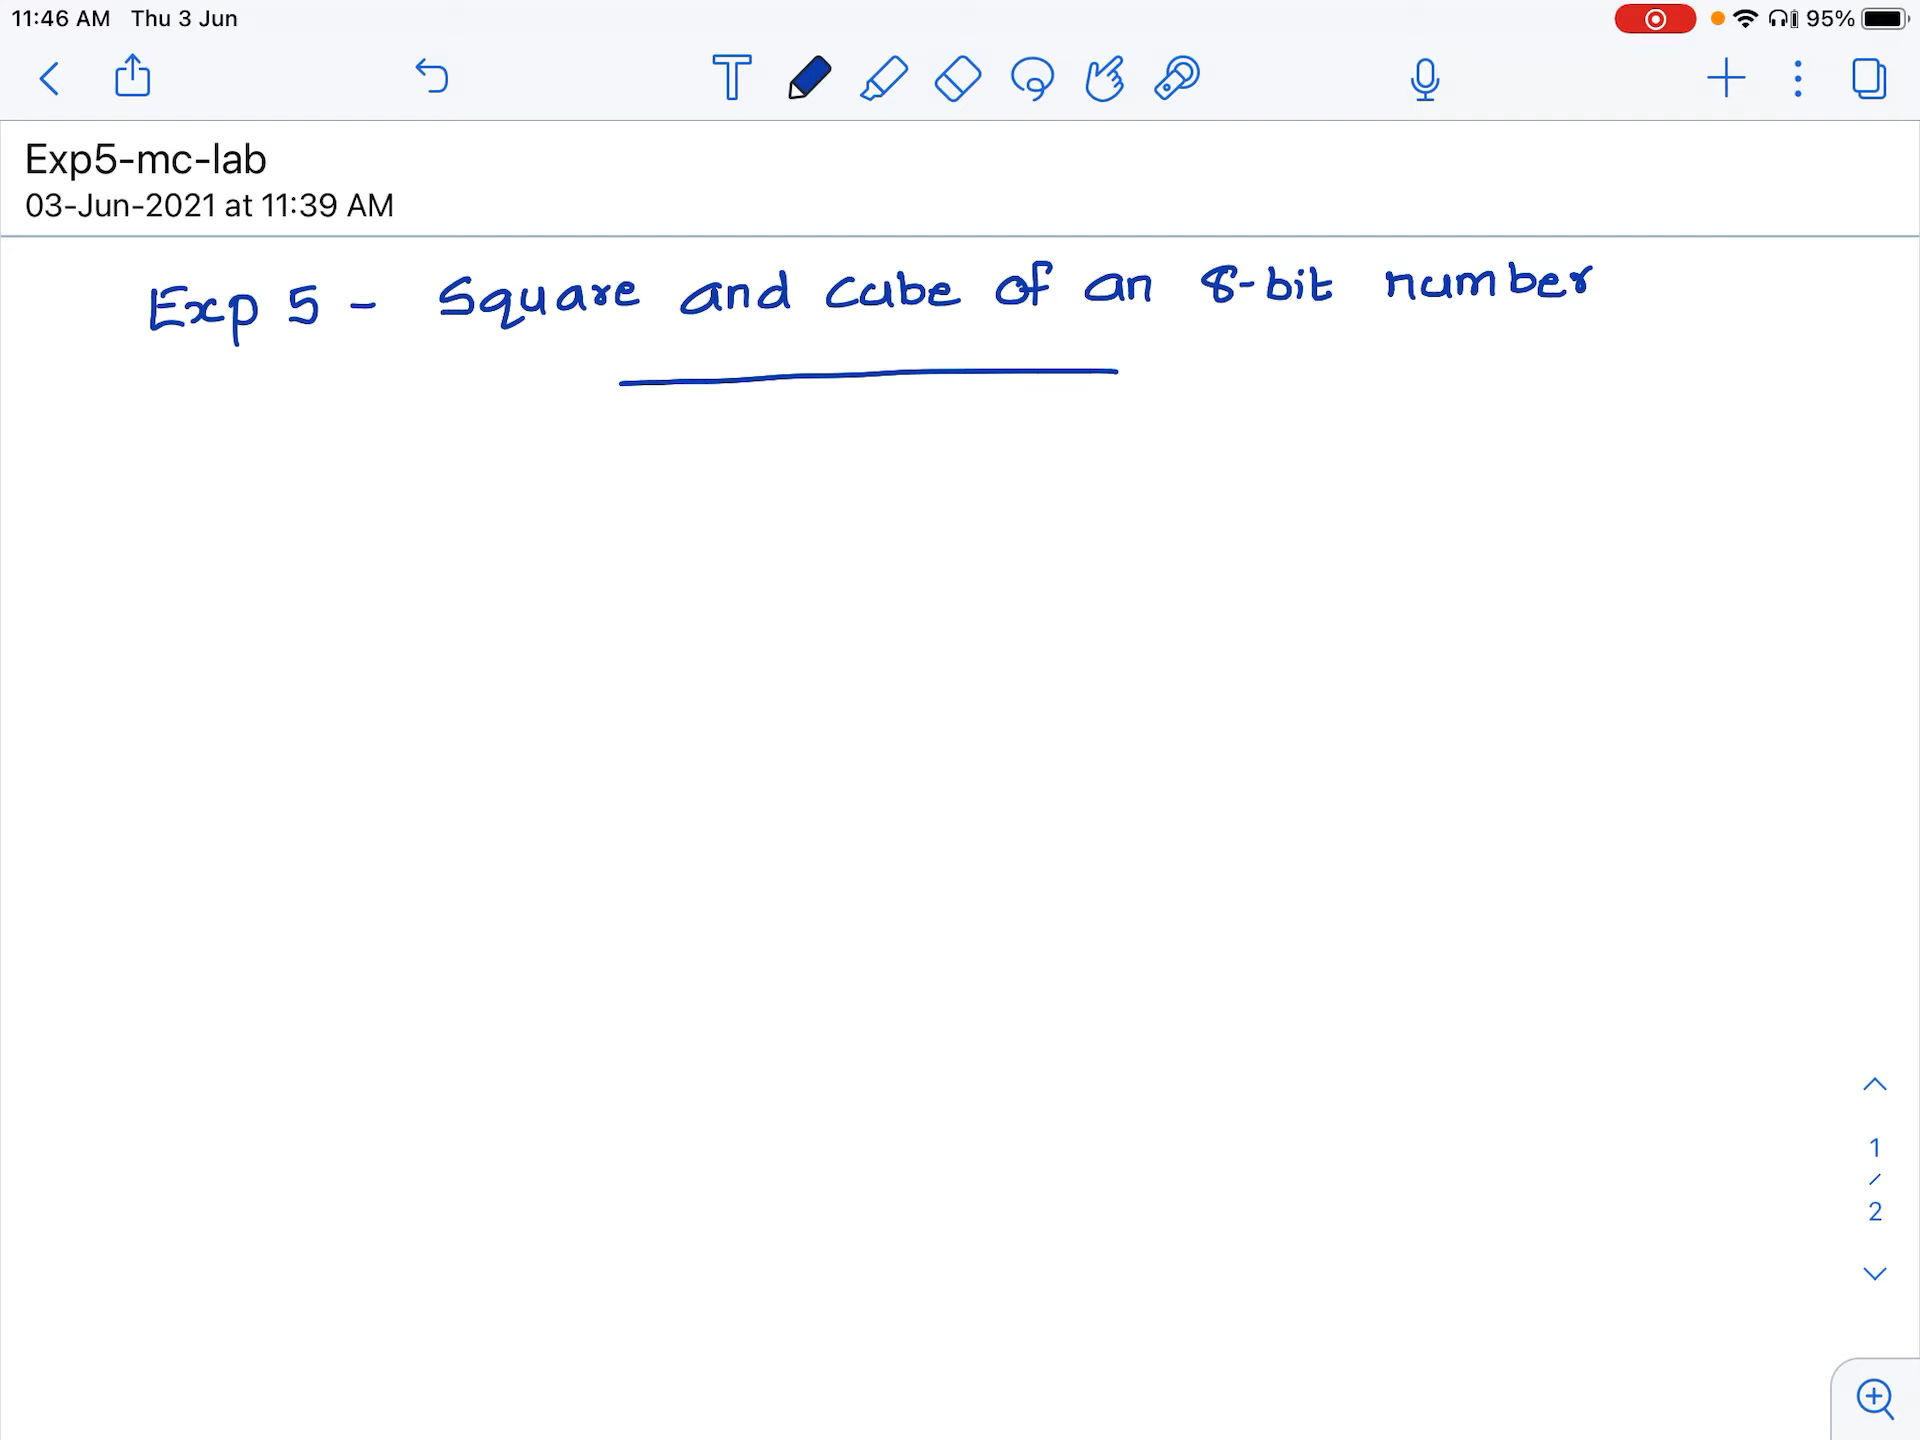 11:46 AM Thu 3 Jun 95%
T
Exp5-mc-lab
03-Jun-2021 at 11:39 AM
Exp 5 - Square and cube of an 8-bit number
1
/
2